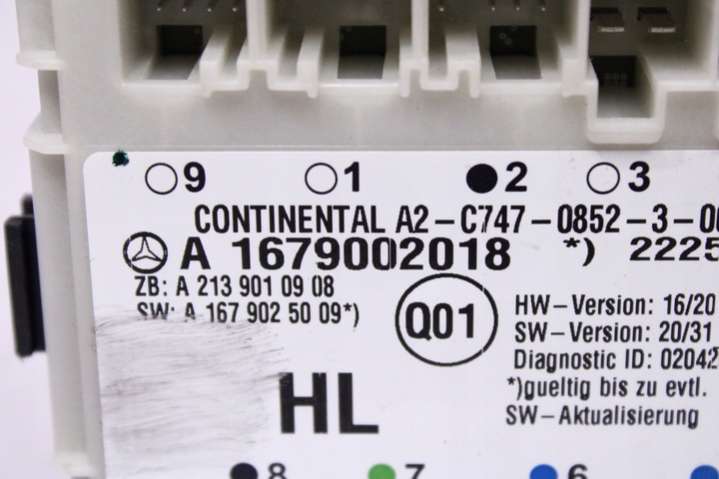 9 1 2 3
CONTINENTAL A2-C747-0852-3-0
A 1679002018 *) 2225
ZB: A 213 901 09 08
SW: A 167 902 50 09*)
Q01
HW-Version: 16/20
SW-Version: 20/31
Diagnostic ID: 02042
*)gueltig bis zu evtl.
SW-Aktualisierung
HL
8 7 6